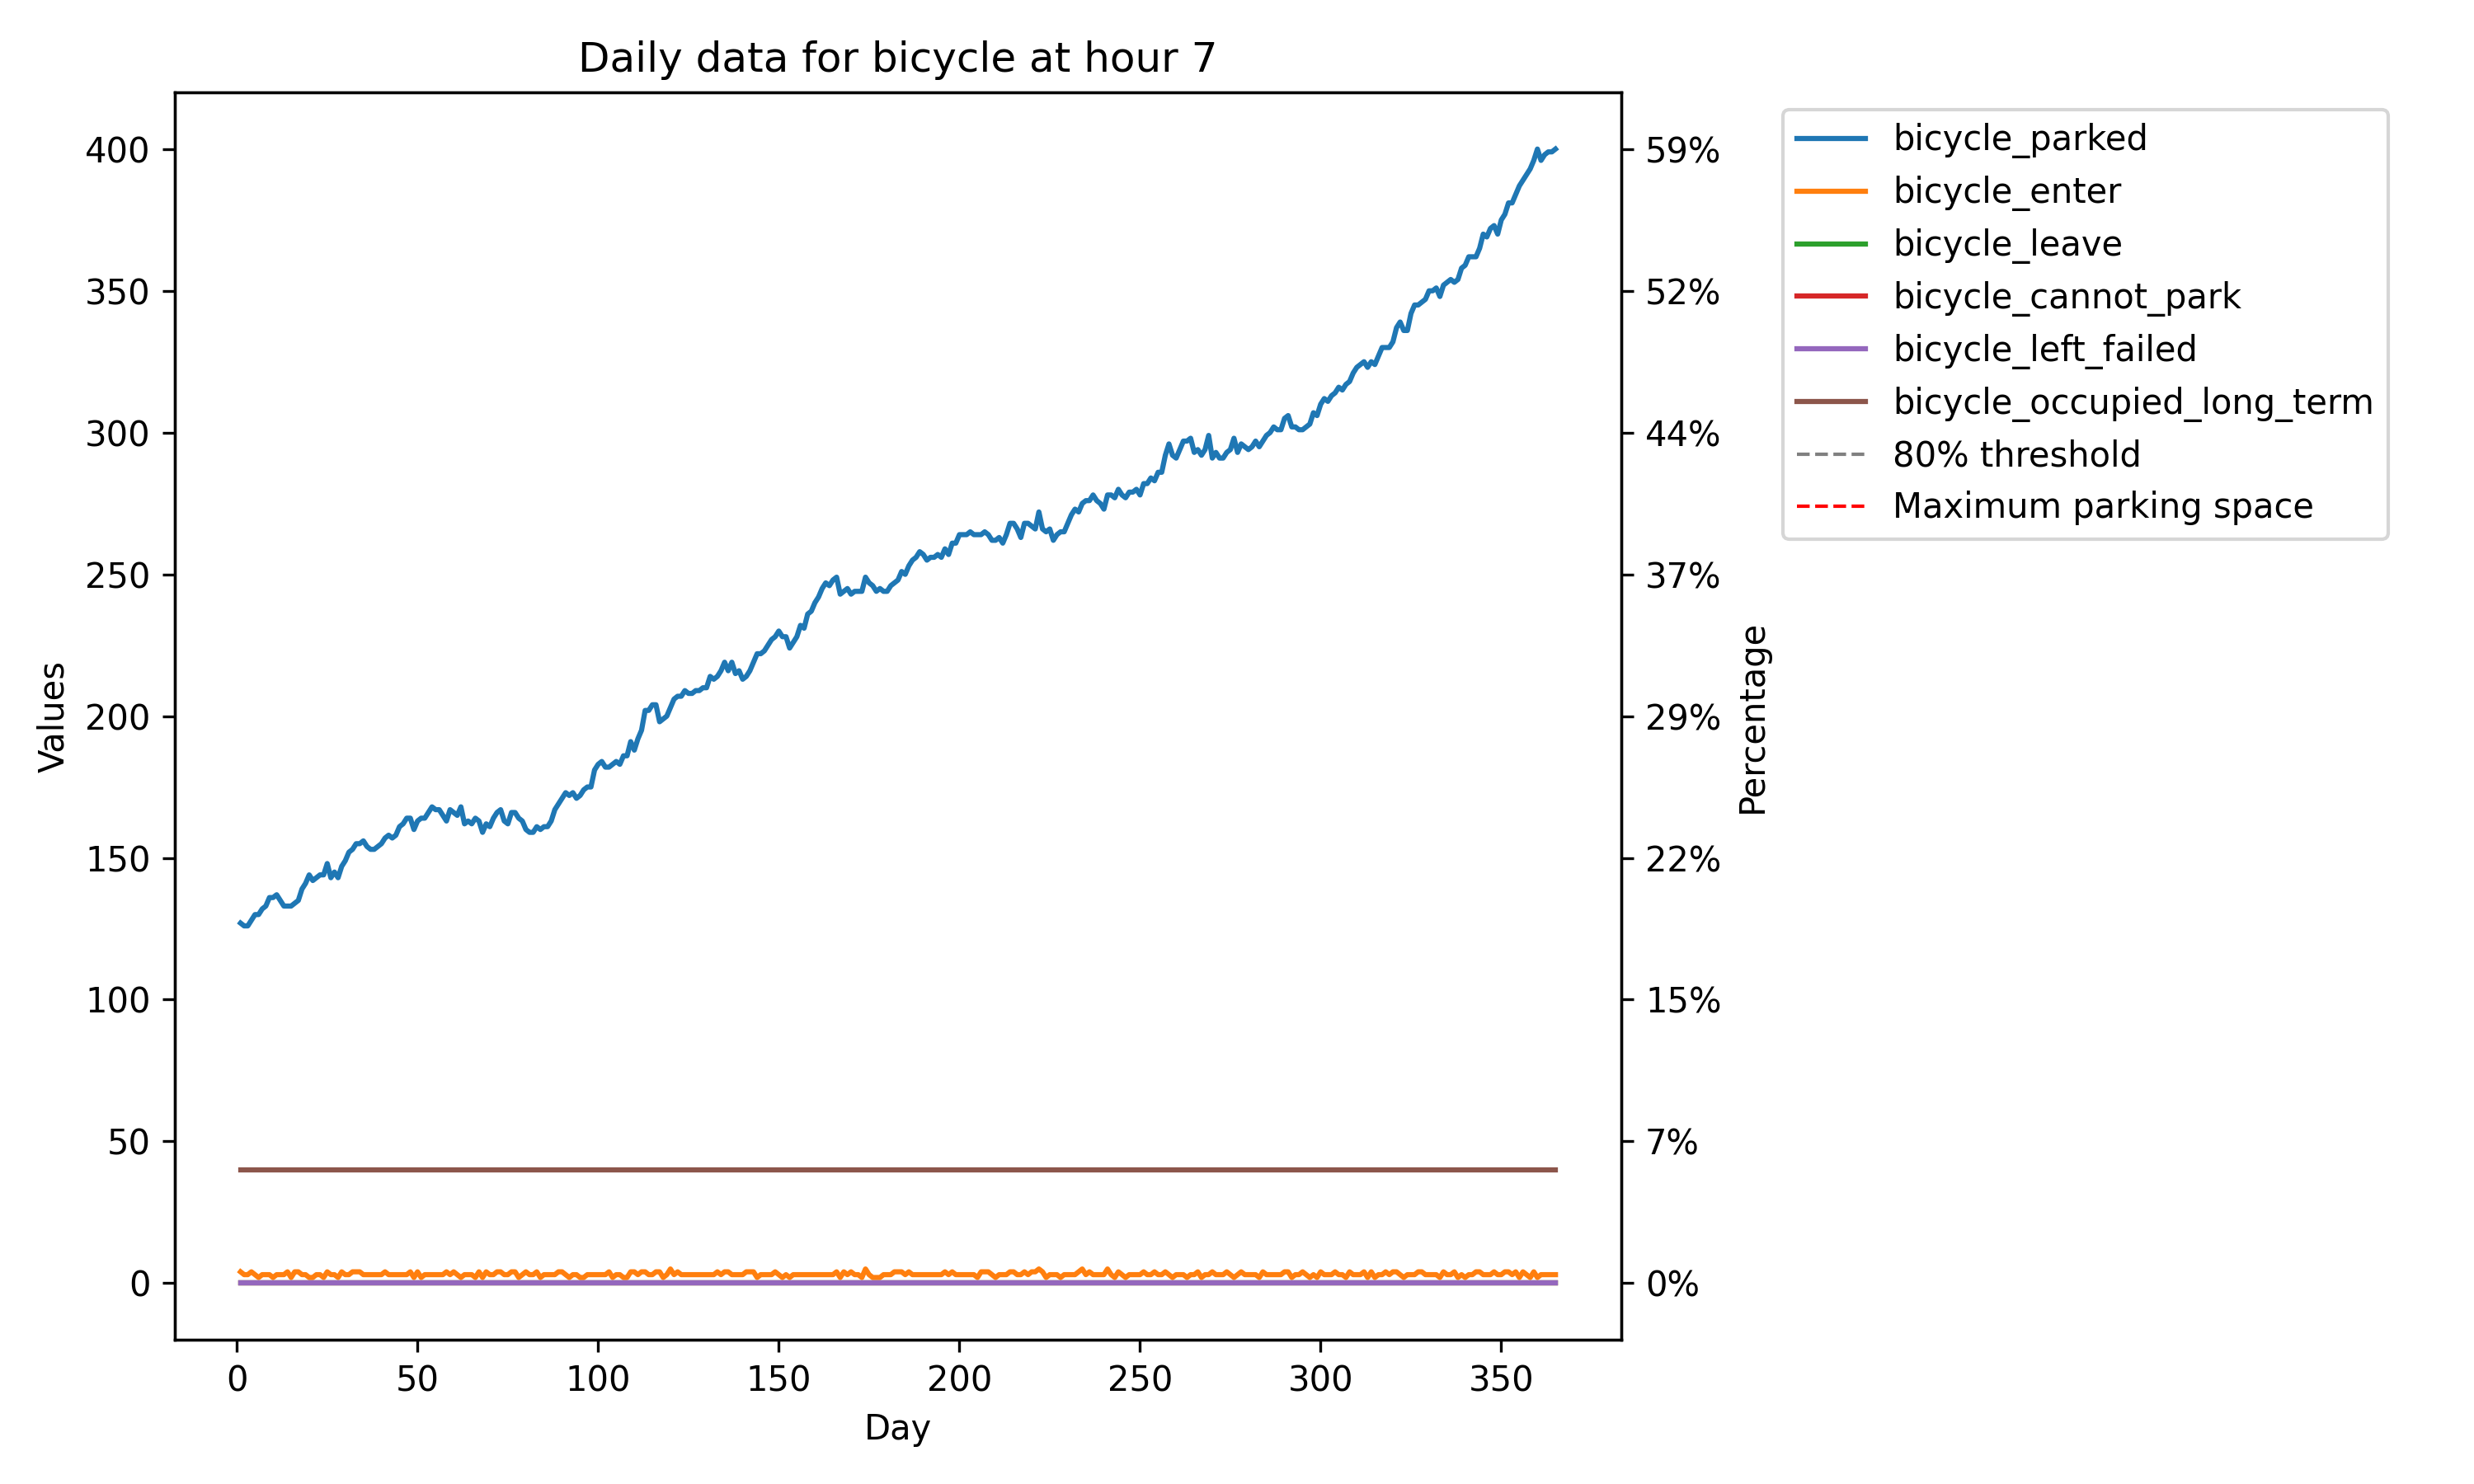 Daily data for bicycle at hour 7
400
350
300
250
200
150
100
50
0
Values
0 50 100 150 200 250 300 350
Day
59%
52%
44%
37%
29%
22%
15%
7%
0%
Percentage
bicycle_parked
bicycle_enter
bicycle_leave
bicycle_cannot_park
bicycle_left_failed
bicycle_occupied_long_term
80% threshold
Maximum parking space